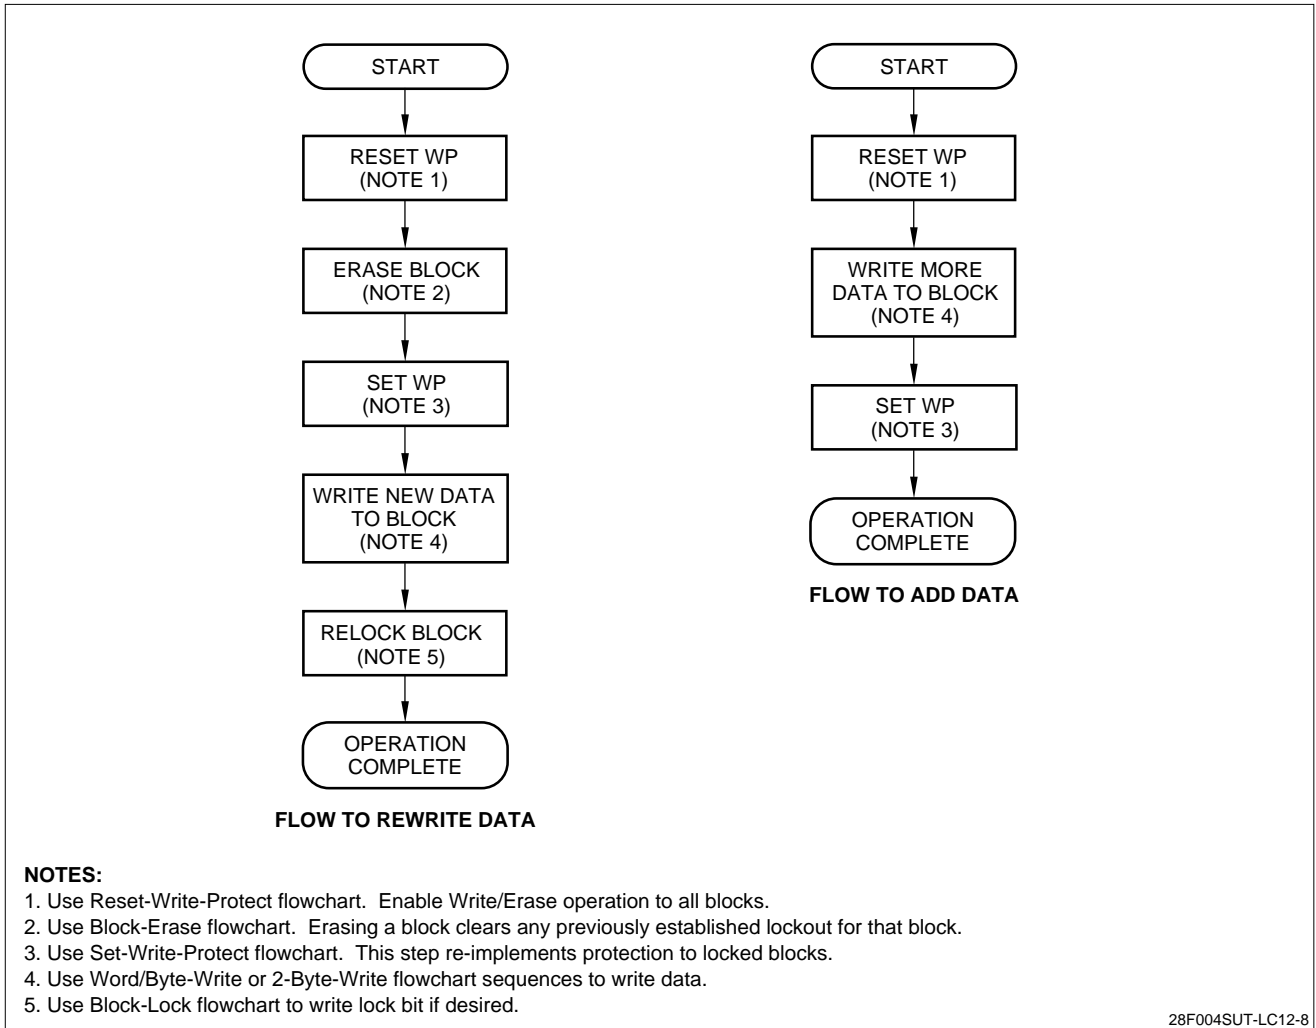 START
RESET WP
(NOTE 1)
ERASE BLOCK
(NOTE 2)
SET WP
(NOTE 3)
WRITE NEW DATA
TO BLOCK
(NOTE 4)
RELOCK BLOCK
(NOTE 5)
OPERATION
COMPLETE
FLOW TO REWRITE DATA
START
RESET WP
(NOTE 1)
WRITE MORE
DATA TO BLOCK
(NOTE 4)
SET WP
(NOTE 3)
OPERATION
COMPLETE
FLOW TO ADD DATA
NOTES:
1. Use Reset-Write-Protect flowchart. Enable Write/Erase operation to all blocks.
2. Use Block-Erase flowchart. Erasing a block clears any previously established lockout for that block.
3. Use Set-Write-Protect flowchart. This step re-implements protection to locked blocks.
4. Use Word/Byte-Write or 2-Byte-Write flowchart sequences to write data.
5. Use Block-Lock flowchart to write lock bit if desired.
28F004SUT-LC12-8